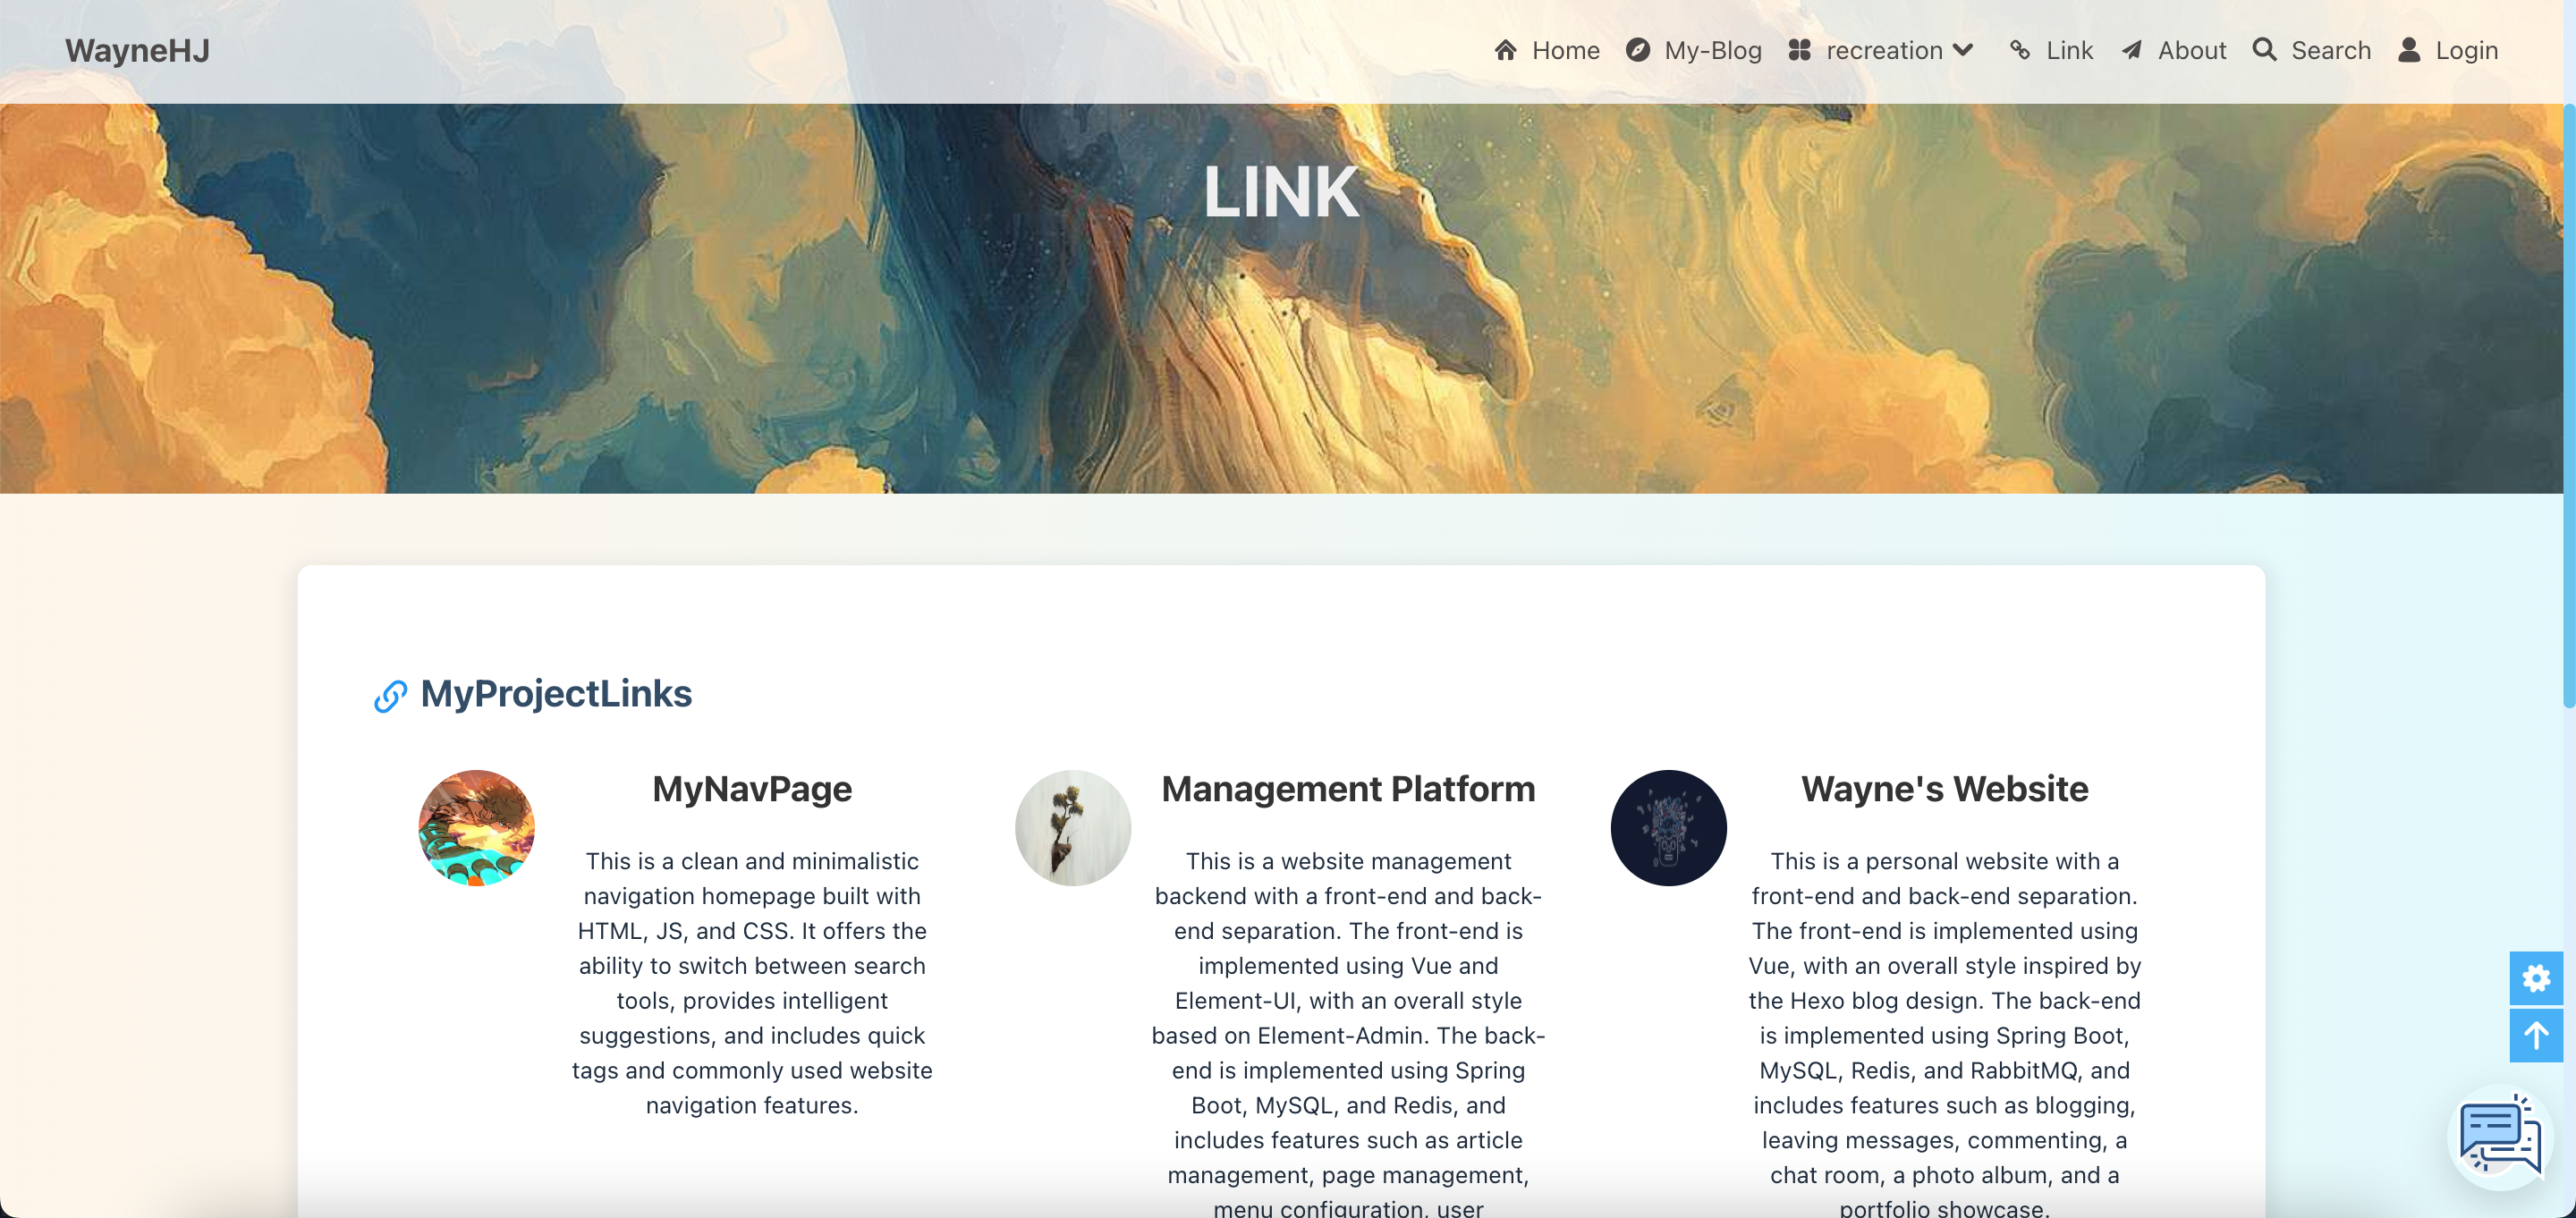 WayneHJ
Home My-Blog recreation Link About Search Login
LINK
MyProjectLinks
MyNavPage
This is a clean and minimalistic
navigation homepage built with
HTML, JS, and CSS. It offers the
ability to switch between search
tools, provides intelligent
suggestions, and includes quick
tags and commonly used website
navigation features.
Management Platform
This is a website management
backend with a front-end and back-
end separation. The front-end is
implemented using Vue and
Element-UI, with an overall style
based on Element-Admin. The back-
end is implemented using Spring
Boot, MySQL, and Redis, and
includes features such as article
management, page management,
menu configuration, user
Wayne's Website
This is a personal website with a
front-end and back-end separation.
The front-end is implemented using
Vue, with an overall style inspired by
the Hexo blog design. The back-end
is implemented using Spring Boot,
MySQL, Redis, and RabbitMQ, and
includes features such as blogging,
leaving messages, commenting, a
chat room, a photo album, and a
portfolio showcase.